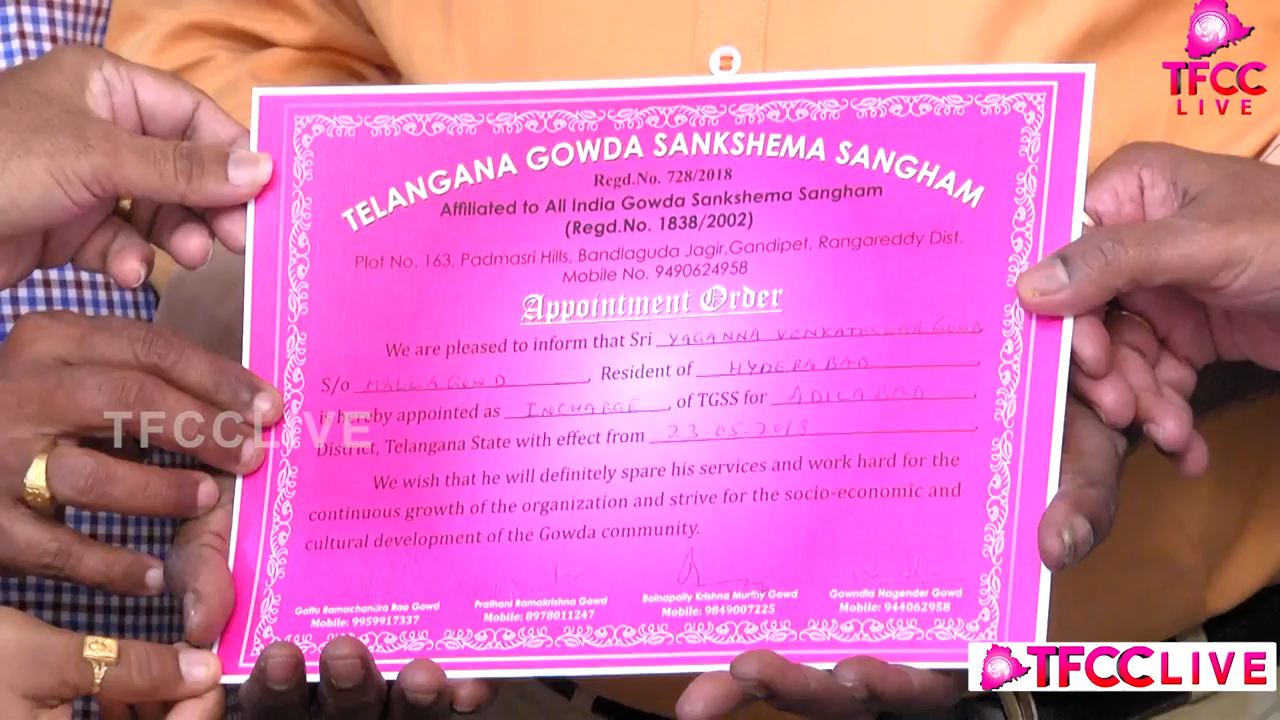 TFCC
LIVE
TELANGANA GOWDA SANKSHEMA SANGHAM
Regd.No. 728/2018
Affiliated to All India Gowda Sankshema Sangham
(Regd.No. 1838/2002)
Plot No. 163, Padmasri Hills, Bandlaguda Jagir,Gandipet, Rangareddy Dist.
Mobile No. 9490624958
Appointment Order
We are pleased to inform that Sri YAGANNA VENKATESWAR GOWD
S/o MALLA GOWD, Resident of HYDERABAD
is hereby appointed as INCHARGE, of TGSS for ADILABAD,
District, Telangana State with effect from 23-05-2018
We wish that he will definitely spare his services and work hard for the
continuous growth of the organization and strive for the socio-economic and
cultural development of the Gowda community.
Gattu Ramachandra Rao Gowd Prathani Ramakrishna Gowd Bolnapally Krishna Murthy Gowd Gowndla Nagender Gowd
Mobile: 9959917337 Mobile: 8978011247 Mobile: 9849007225 Mobile: 944062958
TFCCLIVE
TFCCLIVE